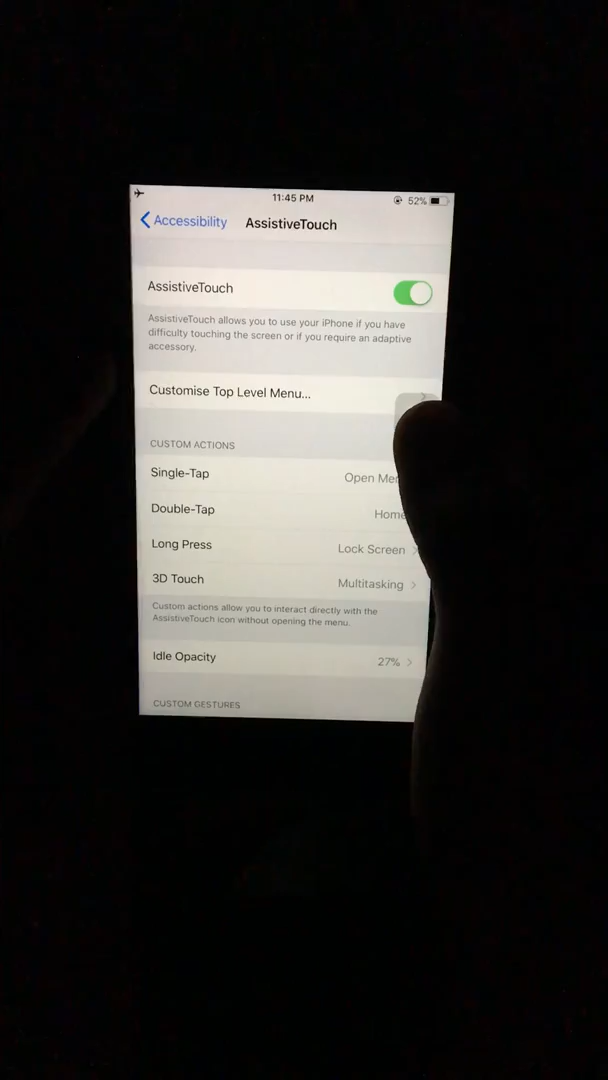 11:45 PM
52%
Accessibility
AssistiveTouch
AssistiveTouch
AssistiveTouch allows you to use your iPhone if you have
difficulty touching the screen or if you require an adaptive
accessory.
Customise Top Level Menu...
CUSTOM ACTIONS
Single-Tap
Open
Double-Tap
Home
Long Press
Lock Screen
3D Touch
Multitasking
Custom actions allow you to interact directly with the
AssistiveTouch icon without opening the menu.
Idle Opacity
27%
CUSTOM GESTURES